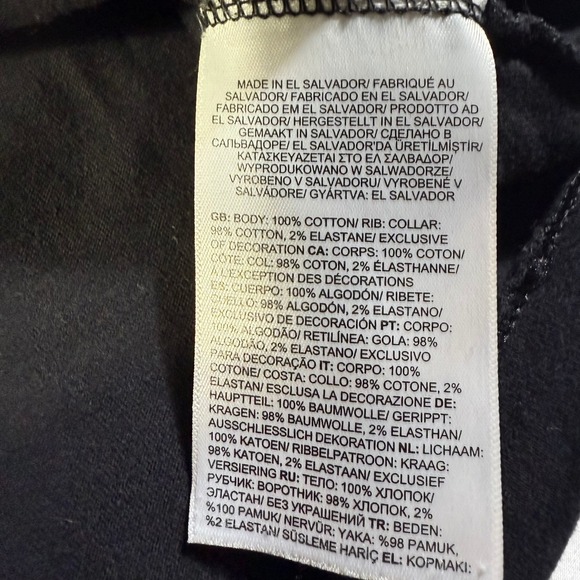 MADE IN EL SALVADOR/ FABRIQUÉ AU
SALVADOR/ FABRICADO EN EL SALVADOR/
FABRICADO EM EL SALVADOR/ PRODOTTO AD
EL SALVADOR/ HERGESTELLT IN EL SALVADOR/
GEMAAKT IN SALVADOR/ СДЕЛАНО В
САЛЬВАДОРЕ/ EL SALVADOR'DA ÜRETİLMİŞTİR/
ΚΑΤΑΣΚΕΥΑΖΕΤΑΙ ΣΤΟ ΕΛ ΣΑΛΒΑΔΟΡ/
WYPRODUKOWANO W SALWADORZE/
VYROBENO V SALVADORU/ VYROBENÉ V
SALVÁDORE/ GYÁRTVA: EL SALVADOR
GB: BODY: 100% COTTON/ RIB: COLLAR:
98% COTTON, 2% ELASTANE/ EXCLUSIVE
OF DECORATION CA: CORPS: 100% COTON/
CÔTE: COL: 98% COTON, 2% ÉLASTHANNE/
À L'EXCEPTION DES DÉCORATIONS
ES: CUERPO: 100% ALGODÓN/ RIBETE:
CUELLO: 98% ALGODÓN, 2% ELASTANO/
EXCLUSIVO DE DECORACIÓN PT: CORPO:
100% ALGODÃO/ RETILÍNEA: GOLA: 98%
ALGODÃO, 2% ELASTANO/ EXCLUSIVO
PARA DECORAÇÃO IT: CORPO: 100%
COTONE/ COSTA: COLLO: 98% COTONE, 2%
ELASTAN/ ESCLUSA LA DECORAZIONE DE:
HAUPTTEIL: 100% BAUMWOLLE/ GERIPPT:
KRAGEN: 98% BAUMWOLLE, 2% ELASTHAN/
AUSSCHLIESSLICH DEKORATION NL: LICHAAM:
100% KATOEN/ RIBBELPATROON: KRAAG:
98% KATOEN, 2% ELASTAAN/ EXCLUSIEF
VERSIERING RU: ТЕЛО: 100% ХЛОПОК/
РУБЧИК: ВОРОТНИК: 98% ХЛОПОК, 2%
ЭЛАСТАН/ БЕЗ УКРАШЕНИЙ TR: BEDEN:
%100 PAMUK/ NERVÜR: YAKA: %98 PAMUK,
%2 ELASTAN/ SÜSLEME HARİÇ EL: ΚΟΡΜΑΚΙ: